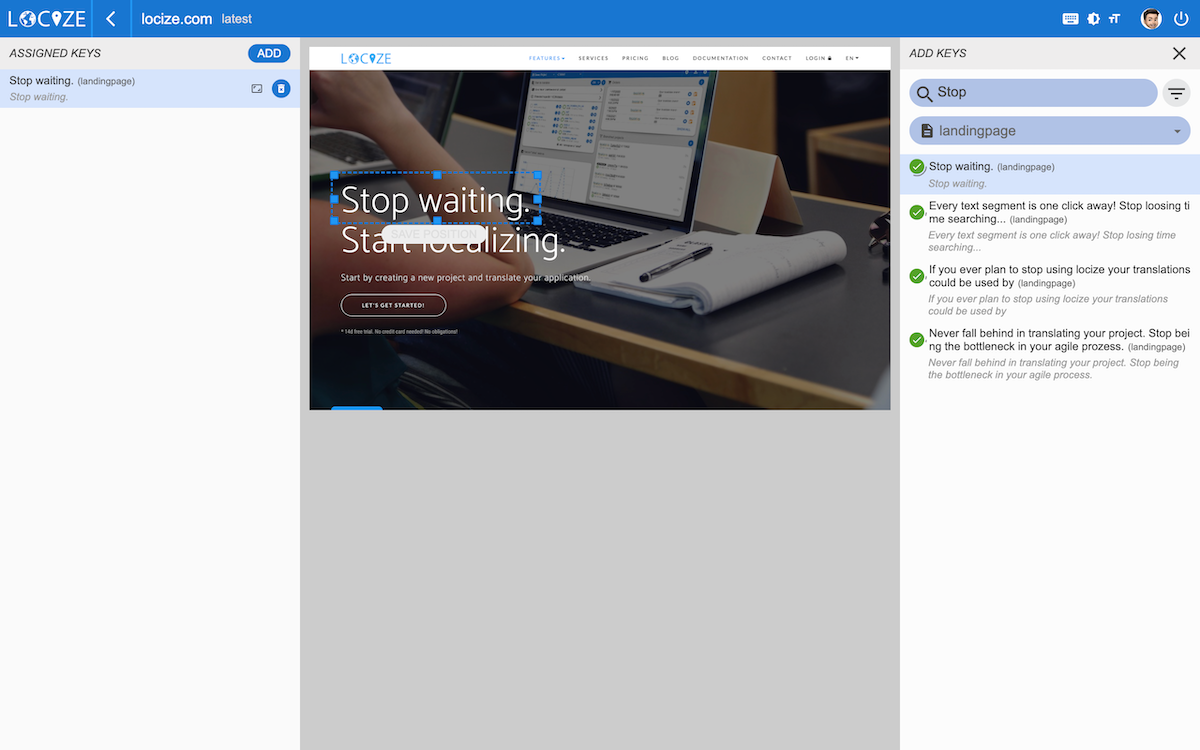 LOCIZE
locize.com latest
ASSIGNED KEYS
ADD
Stop waiting. (landingpage)
Stop waiting.
LOCIZE
FEATURES
SERVICES
PRICING
BLOG
DOCUMENTATION
CONTACT
LOGIN
EN
Stop waiting.
SAVE POSITION
Start localizing.
Start by creating a new project and translate your application.
LET'S GET STARTED!
* 14d free trial. No credit card needed! No obligations!
ADD KEYS
Stop
landingpage
Stop waiting. (landingpage)
Stop waiting.
Every text segment is one click away! Stop loosing ti
me searching... (landingpage)
Every text segment is one click away! Stop losing time
searching...
If you ever plan to stop using locize your translations
could be used by (landingpage)
If you ever plan to stop using locize your translations
could be used by
Never fall behind in translating your project. Stop bei
ng the bottleneck in your agile prozess. (landingpage)
Never fall behind in translating your project. Stop being
the bottleneck in your agile process.